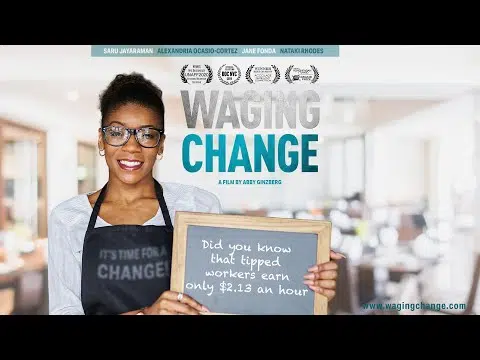 SARU JAYARAMAN ALEXANDRIA OCASIO-CORTEZ JANE FONDA NATAKI RHODES
WAGING
CHANGE
A FILM BY ABBY GINZBERG
IT'S TIME FOR A
CHANGE!
Did you know
that tipped
workers earn
only $2.13 an hour
www.wagingchange.com